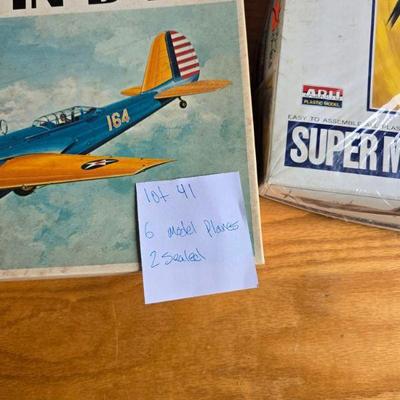 164
ARII
PLASTIC MODEL
EASY TO ASSEMBLE
SUPER M
lot 41
6 model planes
2 sealed